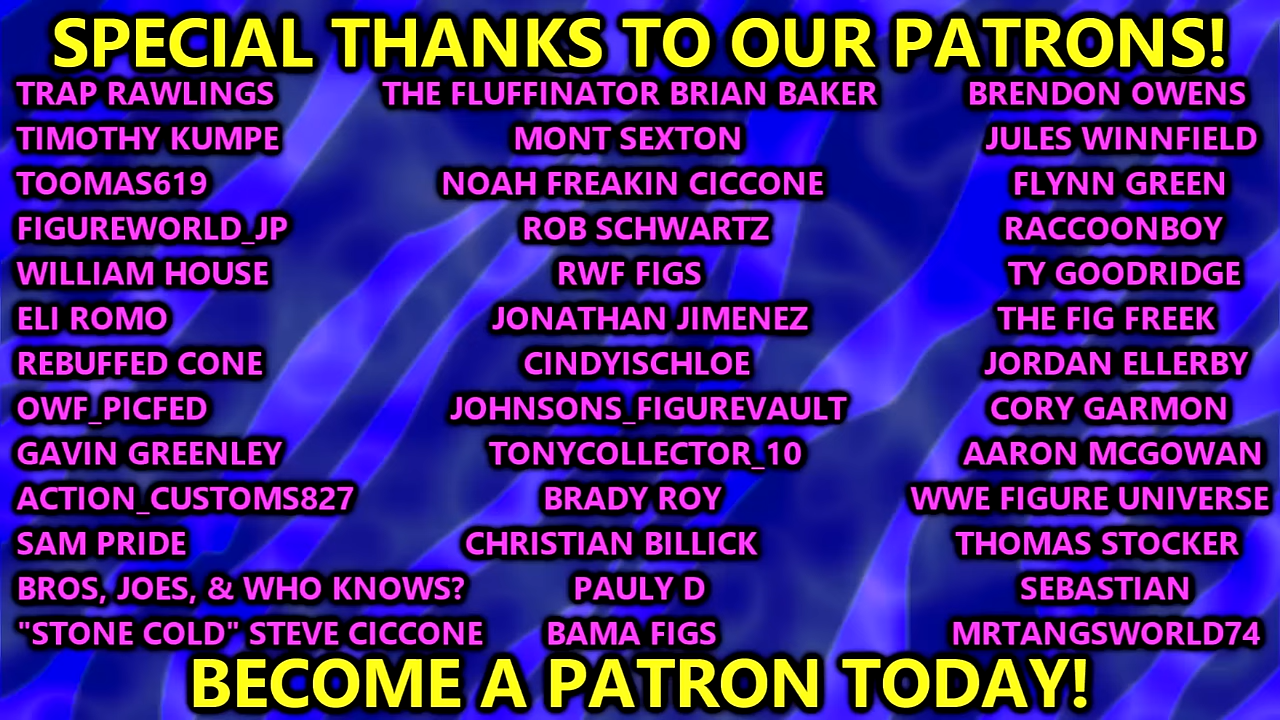 SPECIAL THANKS TO OUR PATRONS!
TRAP RAWLINGS THE FLUFFINATOR BRIAN BAKER BRENDON OWENS
TIMOTHY KUMPE MONT SEXTON JULES WINNFIELD
TOOMAS619 NOAH FREAKIN CICCONE FLYNN GREEN
FIGUREWORLD_JP ROB SCHWARTZ RACCOONBOY
WILLIAM HOUSE RWF FIGS TY GOODRIDGE
ELI ROMO JONATHAN JIMENEZ THE FIG FREEK
REBUFFED CONE CINDYISCHLOE JORDAN ELLERBY
OWF_PICFED JOHNSONS_FIGUREVAULT CORY GARMON
GAVIN GREENLEY TONYCOLLECTOR_10 AARON MCGOWAN
ACTION_CUSTOMS827 BRADY ROY WWE FIGURE UNIVERSE
SAM PRIDE CHRISTIAN BILLICK THOMAS STOCKER
BROS, JOES, & WHO KNOWS? PAULY D SEBASTIAN
"STONE COLD" STEVE CICCONE BAMA FIGS MRTANGSWORLD74
BECOME A PATRON TODAY!